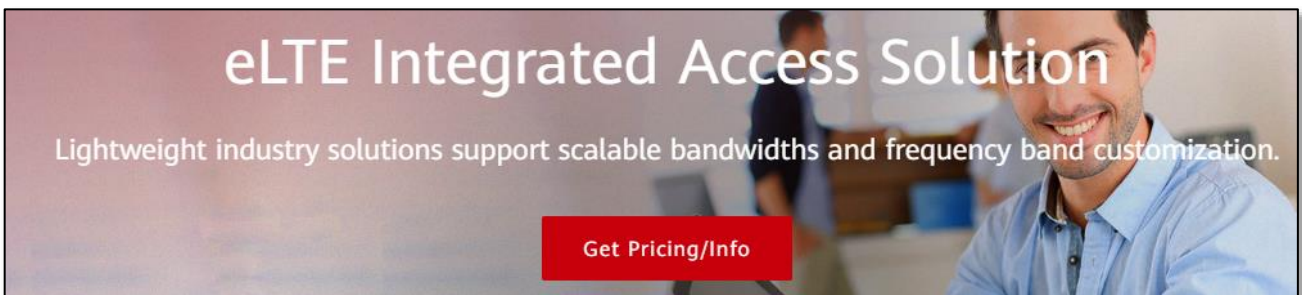 eLTE Integrated Access Solution
Lightweight industry solutions support scalable bandwidths and frequency band customization.
Get Pricing/Info